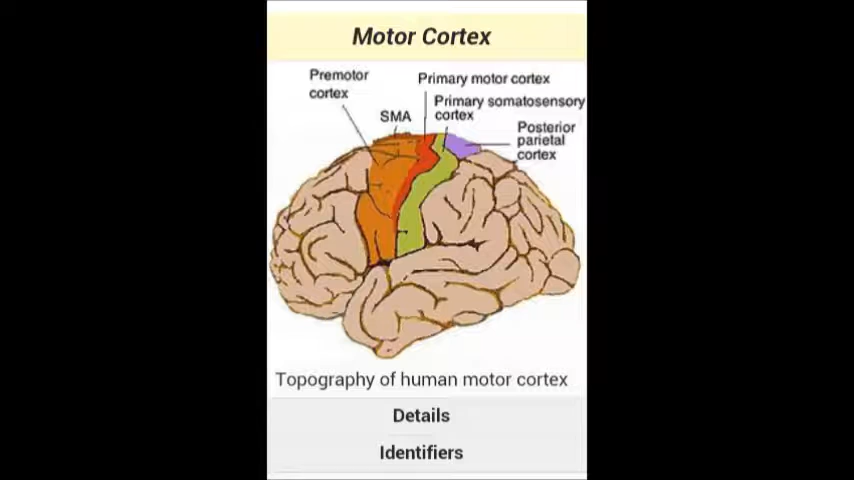 Motor Cortex
Premotor
cortex
Primary motor cortex
SMA
Primary somatosensory
cortex
Posterior
parietal
cortex
Topography of human motor cortex
Details
Identifiers